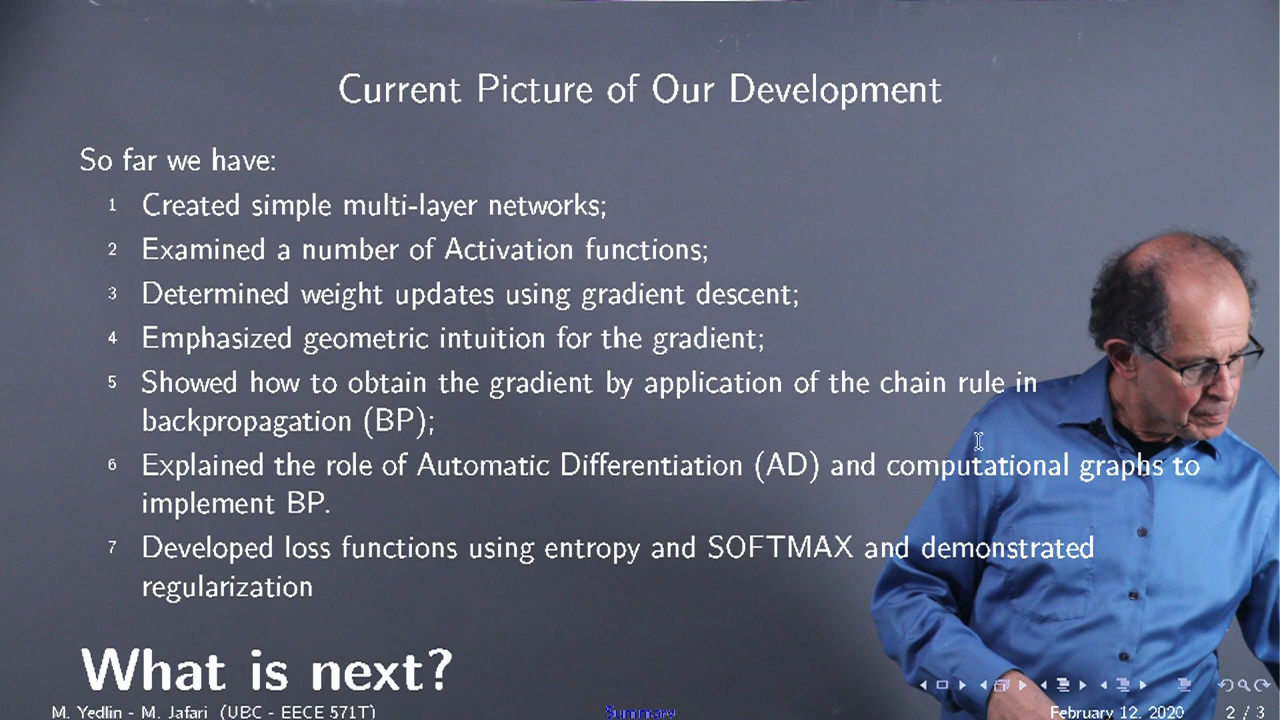 Current Picture of Our Development
So far we have:
1 Created simple multi-layer networks;
2 Examined a number of Activation functions;
3 Determined weight updates using gradient descent;
4 Emphasized geometric intuition for the gradient;
5 Showed how to obtain the gradient by application of the chain rule in
backpropagation (BP);
6 Explained the role of Automatic Differentiation (AD) and computational graphs to
implement BP.
7 Developed loss functions using entropy and SOFTMAX and demonstrated
regularization
What is next?
M. Yedlin - M. Jafari (UBC - EECE 571T) Summary February 12, 2020 2 / 3